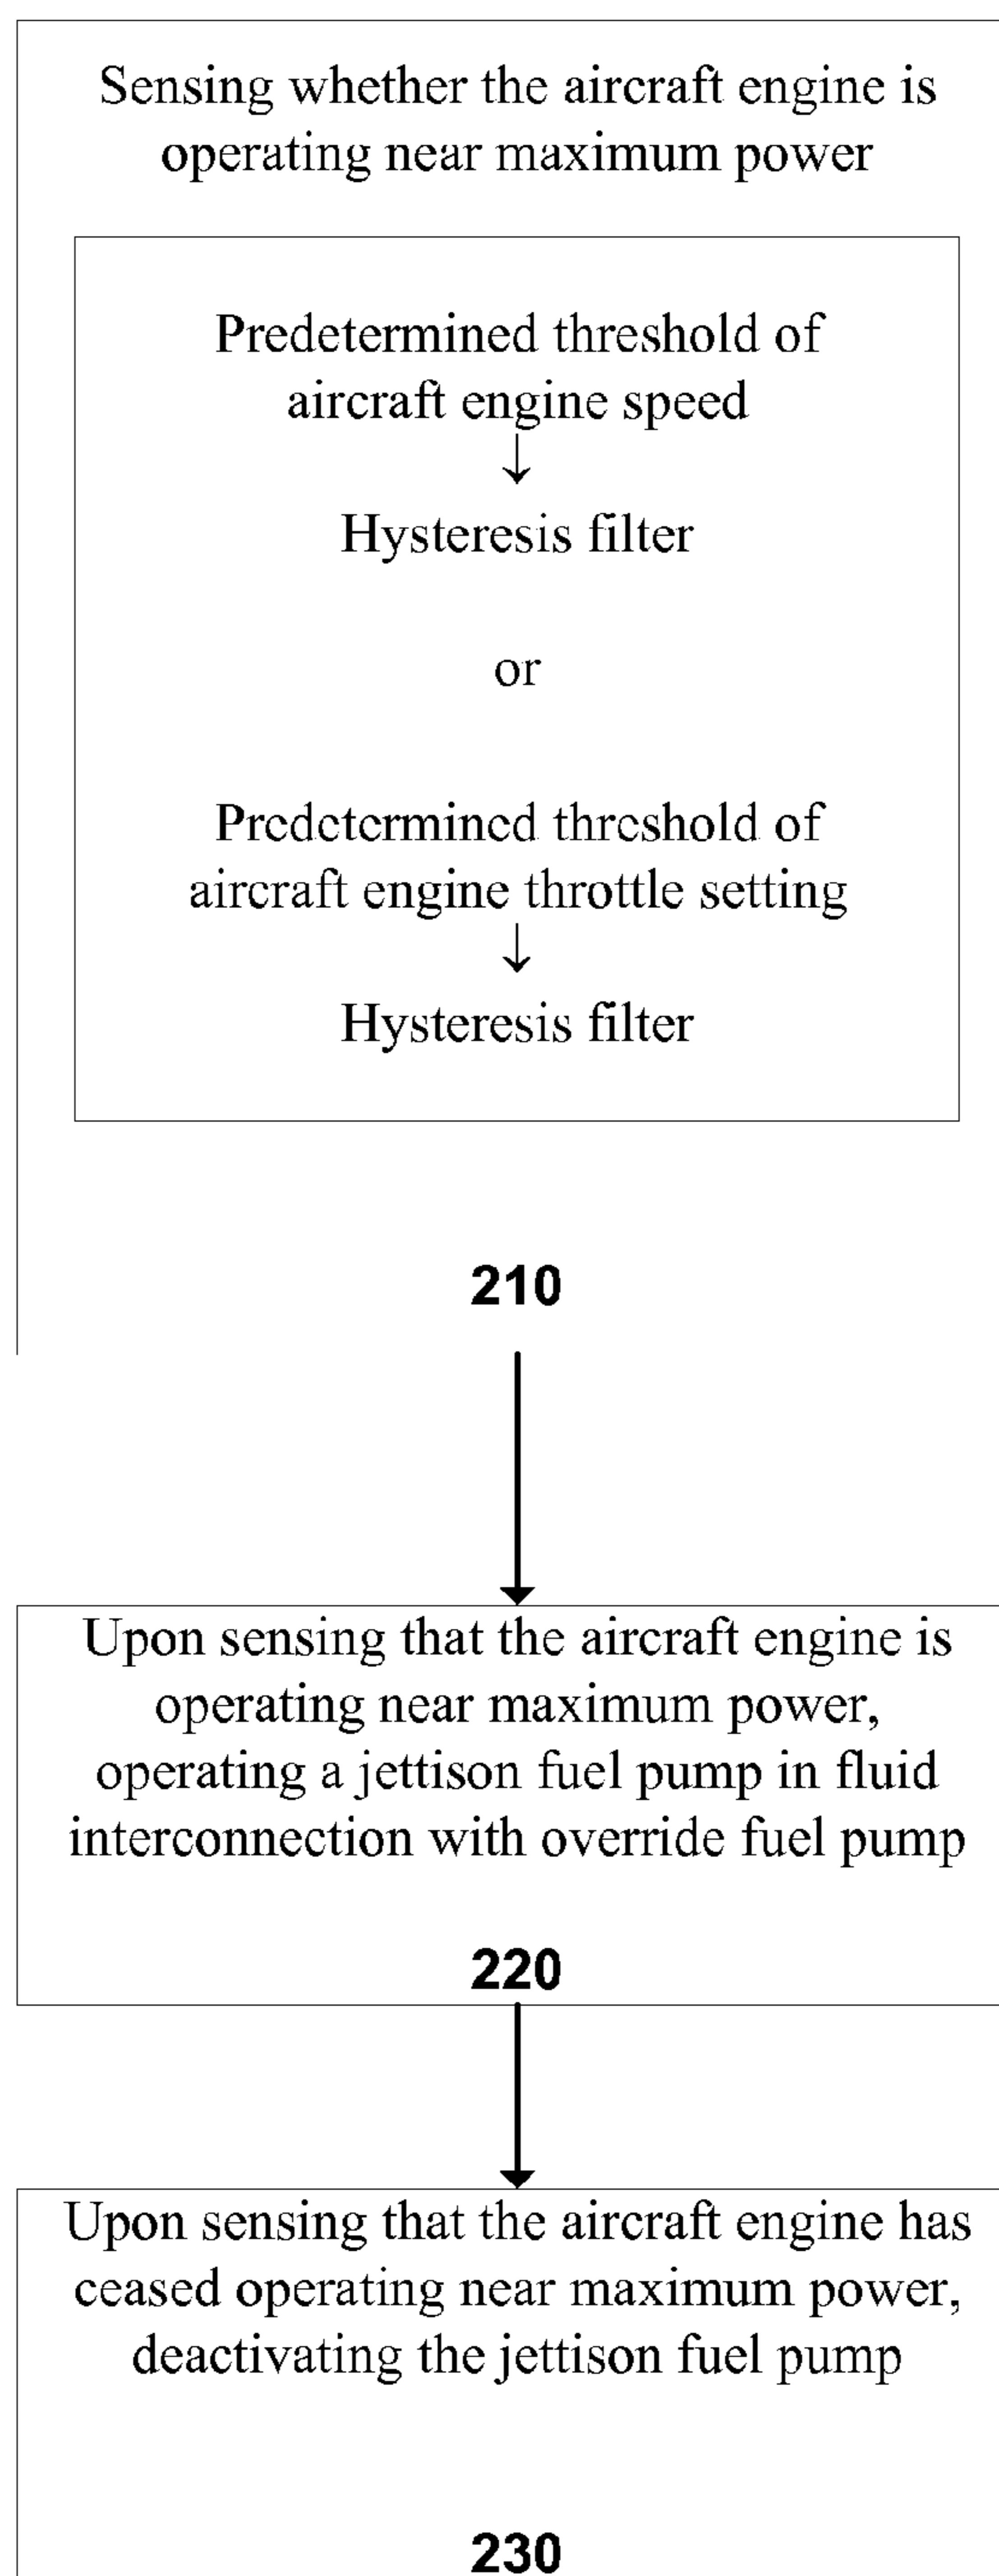 Sensing whether the aircraft engine is
operating near maximum power
Predetermined threshold of
aircraft engine speed
↓
Hysteresis filter
or
Predetermined threshold of
aircraft engine throttle setting
↓
Hysteresis filter
210
Upon sensing that the aircraft engine is
operating near maximum power,
operating a jettison fuel pump in fluid
interconnection with override fuel pump
220
Upon sensing that the aircraft engine has
ceased operating near maximum power,
deactivating the jettison fuel pump
230